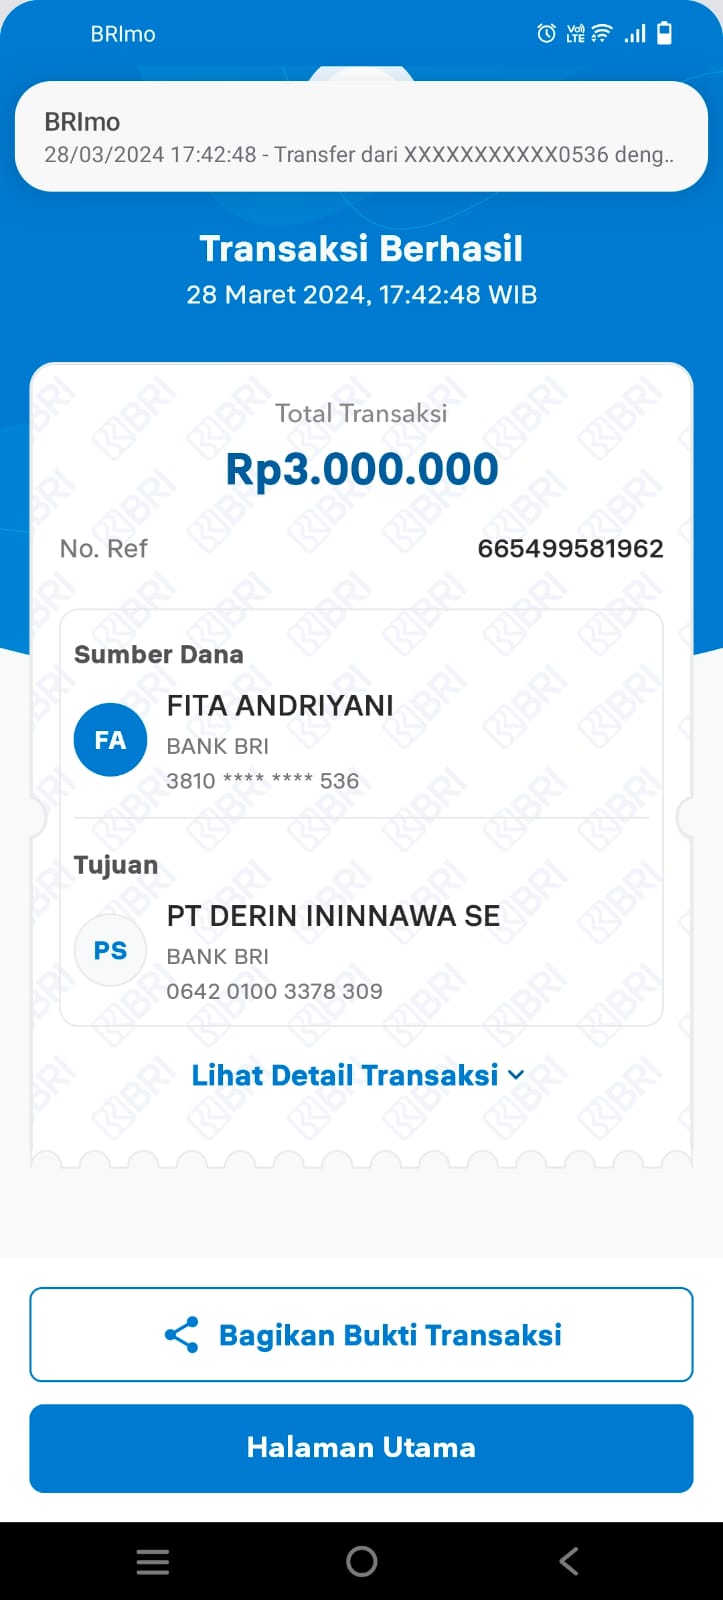 BRImo
Vo) LTE
BRImo
28/03/2024 17:42:48 - Transfer dari XXXXXXXXXXX0536 deng..
Transaksi Berhasil
28 Maret 2024, 17:42:48 WIB
Total Transaksi
Rp3.000.000
No. Ref 665499581962
Sumber Dana
FA
FITA ANDRIYANI
BANK BRI
3810 **** **** 536
Tujuan
PS
PT DERIN ININNAWA SE
BANK BRI
0642 0100 3378 309
Lihat Detail Transaksi
Bagikan Bukti Transaksi
Halaman Utama